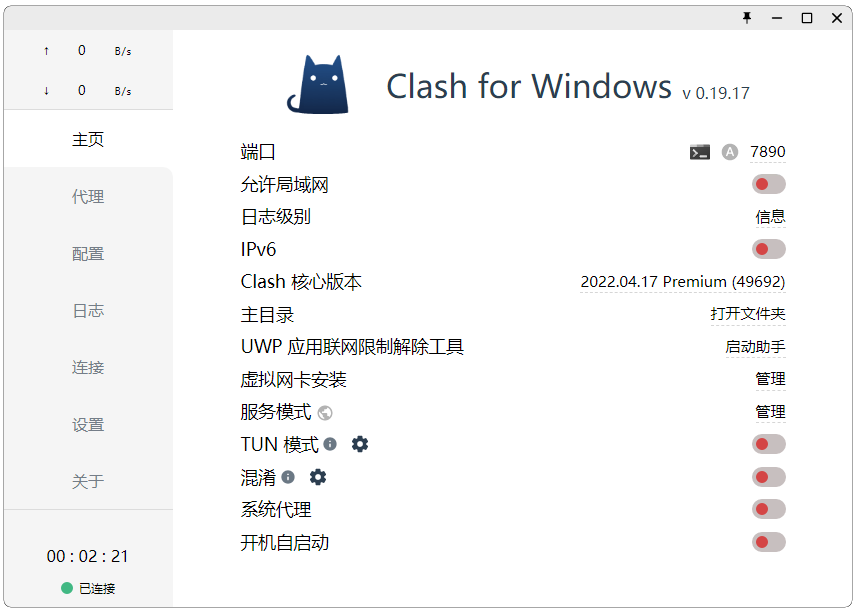 ↑ 0 B/s
↓ 0 B/s
主页
代理
配置
日志
连接
设置
关于
00 : 02 : 21
已连接
Clash for Windows v 0.19.17
端口 A 7890
允许局域网
日志级别 信息
IPv6
Clash 核心版本 2022.04.17 Premium (49692)
主目录 打开文件夹
UWP 应用联网限制解除工具 启动助手
虚拟网卡安装 管理
服务模式 管理
TUN 模式
混淆
系统代理
开机自启动